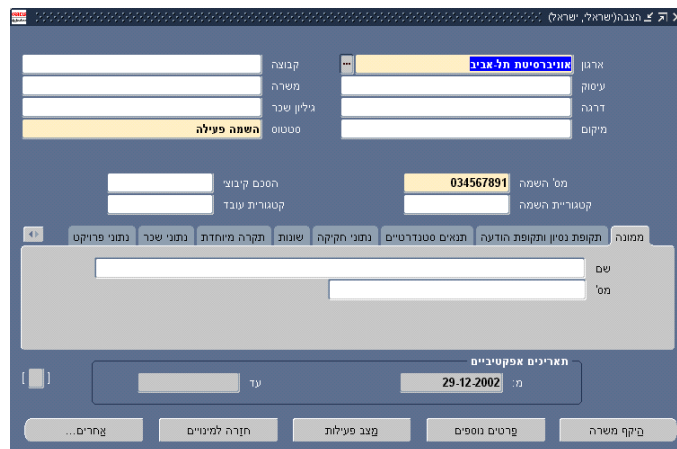 הצבה(ישראלי, ישראל)
ארגון אוניברסיטת תל-אביב ... קבוצה
עיסוק משרה
דרגה גיליון שכר
מיקום סטטוס השמה פעילה
מס' השמה 034567891 הסכם קיבוצי
קטגוריית השמה קטגורית עובד
ממונה תקופת נסיון ותקופת הודעה תנאים סטנדרטיים נתוני חקיקה שונות תקרה מיוחדת נתוני שכר נתוני פרויקט
שם
מס'
תאריכים אפקטיביים
מ: 29-12-2002 עד [ ]
היקף משרה פרטים נוספים מצב פעילות חזרה למינויים אחרים...